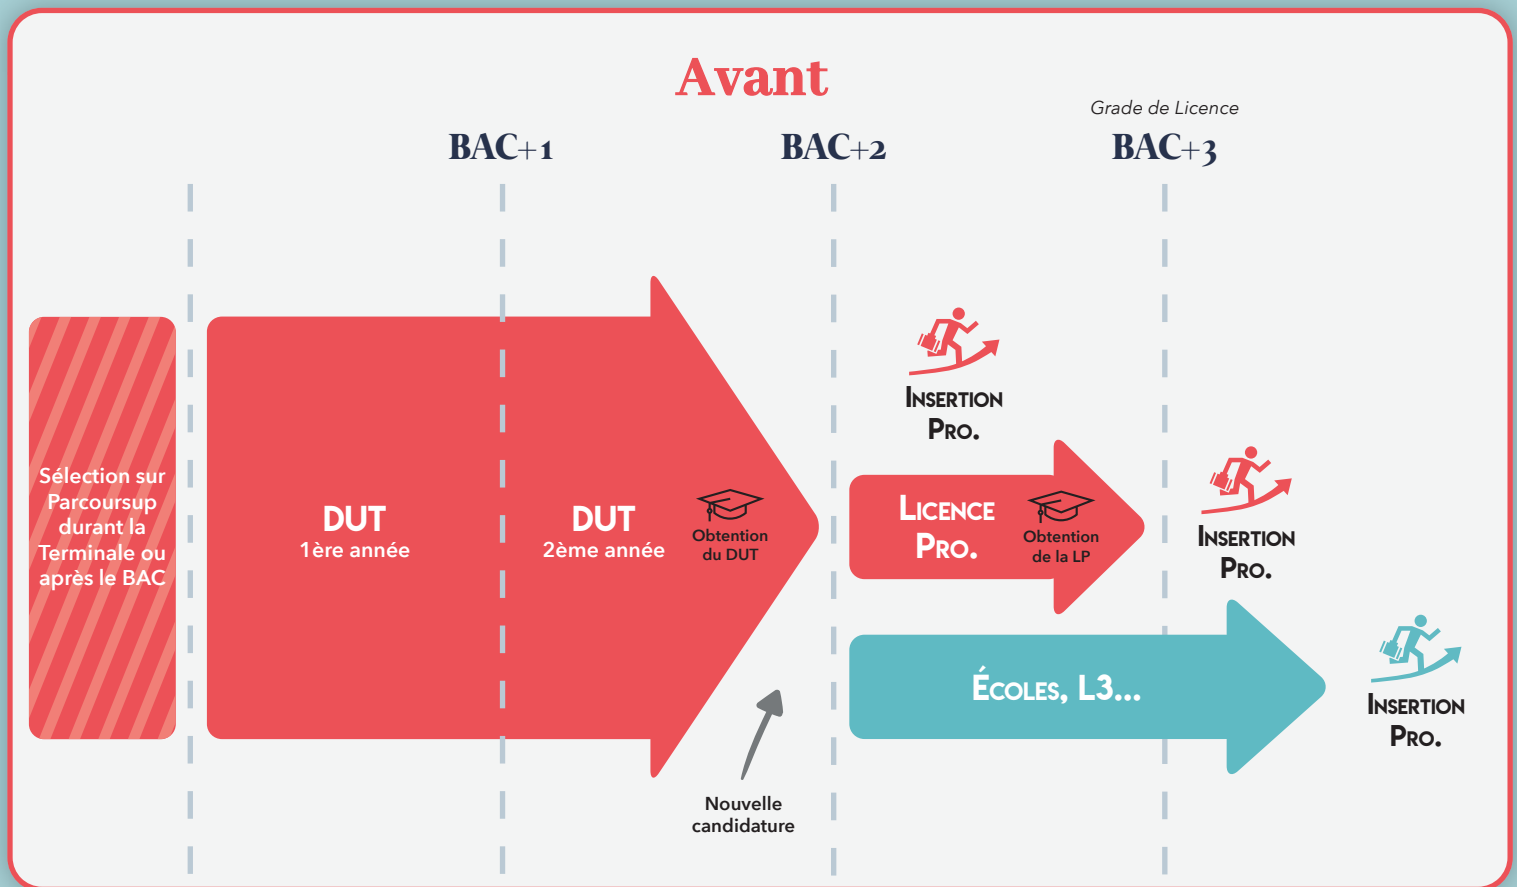 Avant
Grade de Licence
BAC+1
BAC+2
BAC+3
Sélection sur
Parcoursup
durant la
Terminale ou
après le BAC
DUT
1ère année
DUT
2ème année
Obtention
du DUT
Nouvelle
candidature
INSERTION
PRO.
LICENCE
PRO.
Obtention
de la LP
INSERTION
PRO.
ÉCOLES, L3...
INSERTION
PRO.